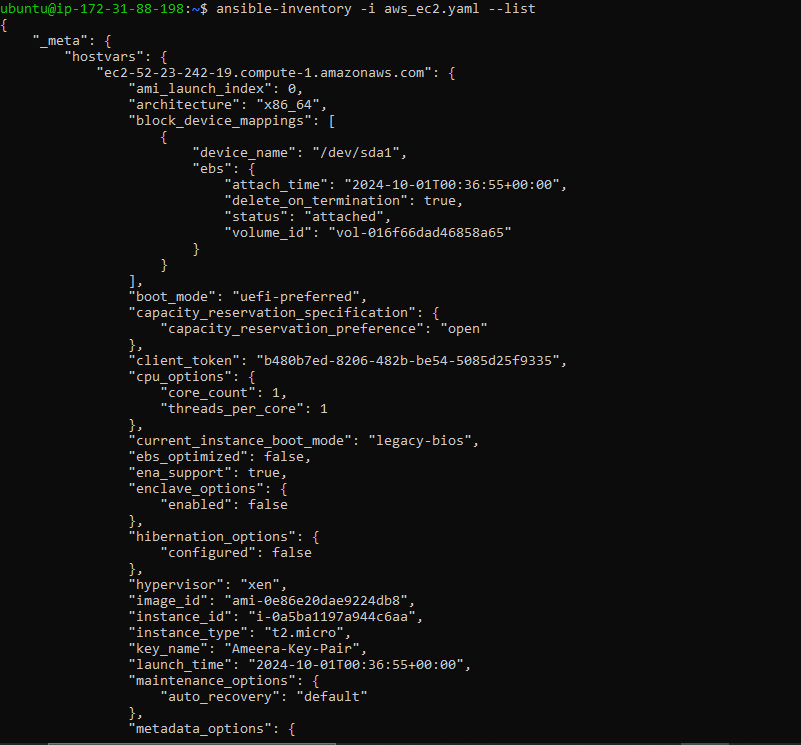 ubuntu@ip-172-31-88-198:~$ ansible-inventory -i aws_ec2.yaml --list
{
    "_meta": {
        "hostvars": {
            "ec2-52-23-242-19.compute-1.amazonaws.com": {
                "ami_launch_index": 0,
                "architecture": "x86_64",
                "block_device_mappings": [
                    {
                        "device_name": "/dev/sda1",
                        "ebs": {
                            "attach_time": "2024-10-01T00:36:55+00:00",
                            "delete_on_termination": true,
                            "status": "attached",
                            "volume_id": "vol-016f66dad46858a65"
                        }
                    }
                ],
                "boot_mode": "uefi-preferred",
                "capacity_reservation_specification": {
                    "capacity_reservation_preference": "open"
                },
                "client_token": "b480b7ed-8206-482b-be54-5085d25f9335",
                "cpu_options": {
                    "core_count": 1,
                    "threads_per_core": 1
                },
                "current_instance_boot_mode": "legacy-bios",
                "ebs_optimized": false,
                "ena_support": true,
                "enclave_options": {
                    "enabled": false
                },
                "hibernation_options": {
                    "configured": false
                },
                "hypervisor": "xen",
                "image_id": "ami-0e86e20dae9224db8",
                "instance_id": "i-0a5ba1197a944c6aa",
                "instance_type": "t2.micro",
                "key_name": "Ameera-Key-Pair",
                "launch_time": "2024-10-01T00:36:55+00:00",
                "maintenance_options": {
                    "auto_recovery": "default"
                },
                "metadata_options": {